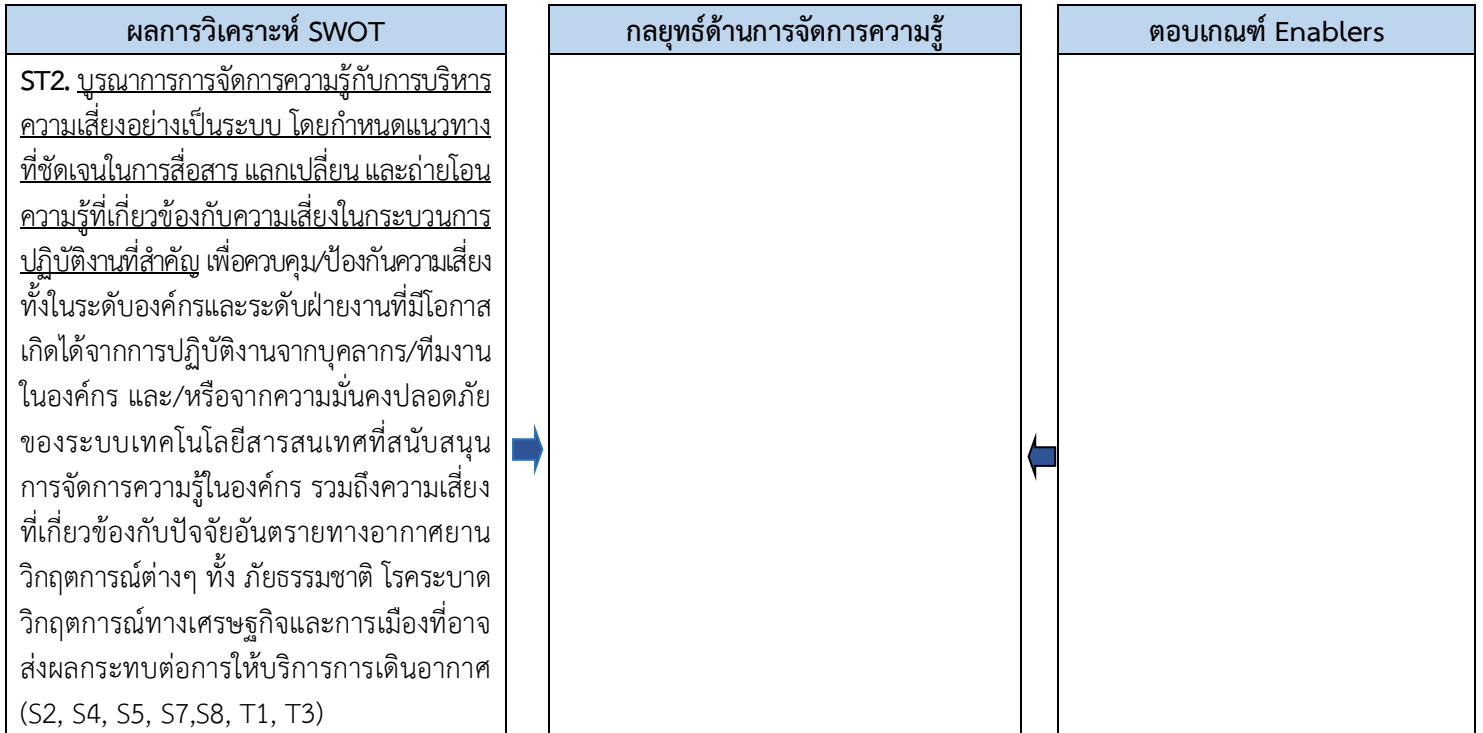 ผลการวิเคราะห์ SWOT
กลยุทธ์ด้านการจัดการความรู้
ตอบเกณฑ์ Enablers
ST2. บูรณาการการจัดการความรู้กับการบริหาร
ความเสี่ยงอย่างเป็นระบบ โดยกำหนดแนวทาง
ที่ชัดเจนในการสื่อสาร แลกเปลี่ยน และถ่ายโอน
ความรู้ที่เกี่ยวข้องกับความเสี่ยงในกระบวนการ
ปฏิบัติงานที่สำคัญ เพื่อควบคุม/ป้องกันความเสี่ยง
ทั้งในระดับองค์กรและระดับฝ่ายงานที่มีโอกาส
เกิดได้จากการปฏิบัติงานจากบุคลากร/ทีมงาน
ในองค์กร และ/หรือจากความมั่นคงปลอดภัย
ของระบบเทคโนโลยีสารสนเทศที่สนับสนุน
การจัดการความรู้ในองค์กร รวมถึงความเสี่ยง
ที่เกี่ยวข้องกับปัจจัยอันตรายทางอากาศยาน
วิกฤตการณ์ต่างๆ ทั้ง ภัยธรรมชาติ โรคระบาด
วิกฤตการณ์ทางเศรษฐกิจและการเมืองที่อาจ
ส่งผลกระทบต่อการให้บริการการเดินอากาศ
(S2, S4, S5, S7,S8, T1, T3)